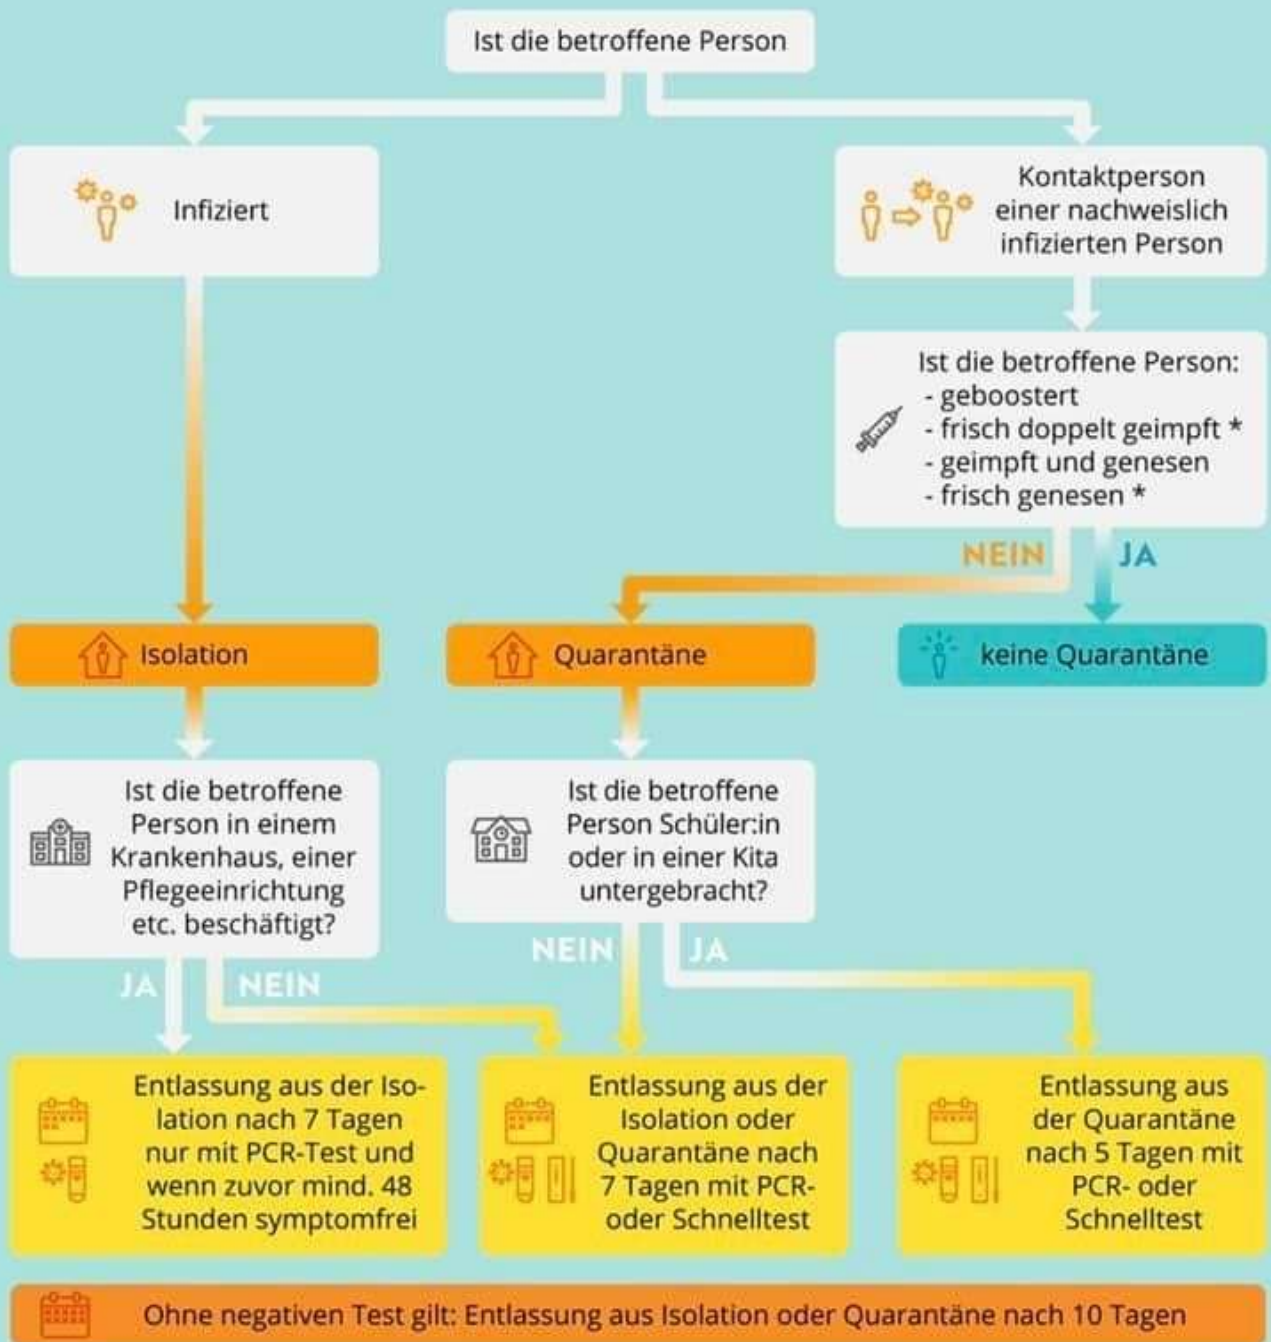 Ist die betroffene Person
Infiziert
Kontaktperson
einer nachweislich
infizierten Person
Ist die betroffene Person:
- geboostert
- frisch doppelt geimpft *
- geimpft und genesen
- frisch genesen *
NEIN
JA
Isolation
Quarantäne
keine Quarantäne
Ist die betroffene
Person in einem
Krankenhaus, einer
Pflegeeinrichtung
etc. beschäftigt?
Ist die betroffene
Person Schüler:in
oder in einer Kita
untergebracht?
JA
NEIN
NEIN
JA
Entlassung aus der Iso-
lation nach 7 Tagen
nur mit PCR-Test und
wenn zuvor mind. 48
Stunden symptomfrei
Entlassung aus der
Isolation oder
Quarantäne nach
7 Tagen mit PCR-
oder Schnelltest
Entlassung aus
der Quarantäne
nach 5 Tagen mit
PCR- oder
Schnelltest
Ohne negativen Test gilt: Entlassung aus Isolation oder Quarantäne nach 10 Tagen